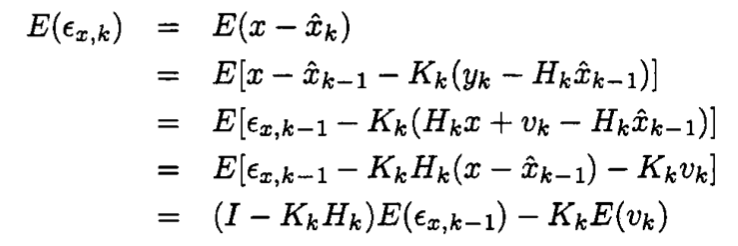 E(ϵ_{x,k}) = E(x − x̂_k)
= E[x − x̂_{k−1} − K_k(y_k − H_k x̂_{k−1})]
= E[ϵ_{x,k−1} − K_k(H_k x + v_k − H_k x̂_{k−1})]
= E[ϵ_{x,k−1} − K_k H_k(x − x̂_{k−1}) − K_k v_k]
= (I − K_k H_k)E(ϵ_{x,k−1}) − K_k E(v_k)